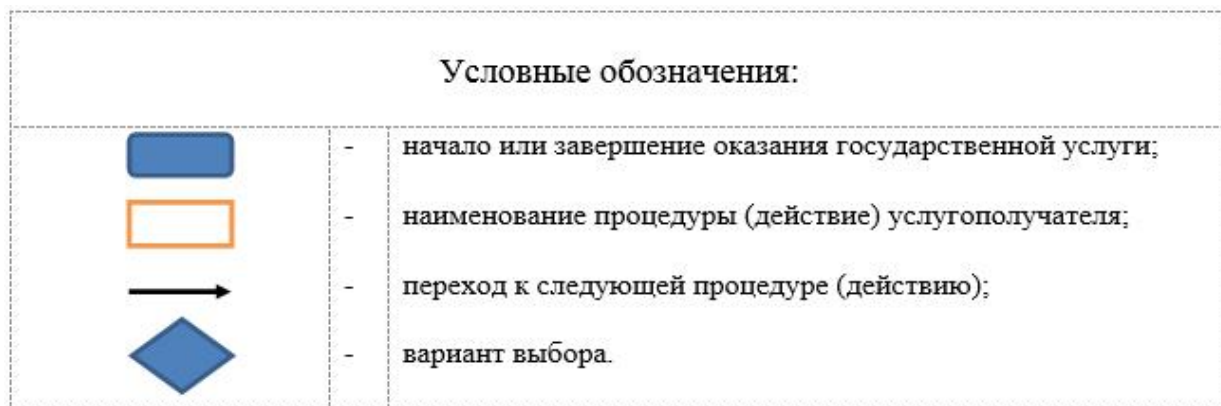 Условные обозначения:
- начало или завершение оказания государственной услуги;
- наименование процедуры (действие) услугополучателя;
- переход к следующей процедуре (действию);
- вариант выбора.